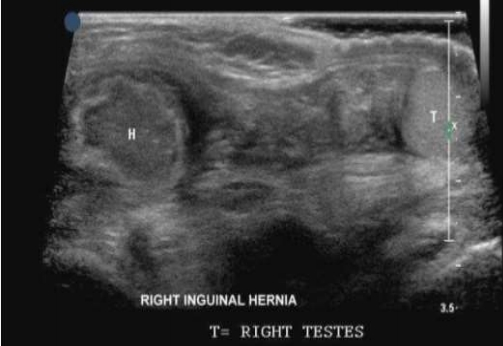 H
T
x
RIGHT INGUINAL HERNIA
3.5
T= RIGHT TESTES